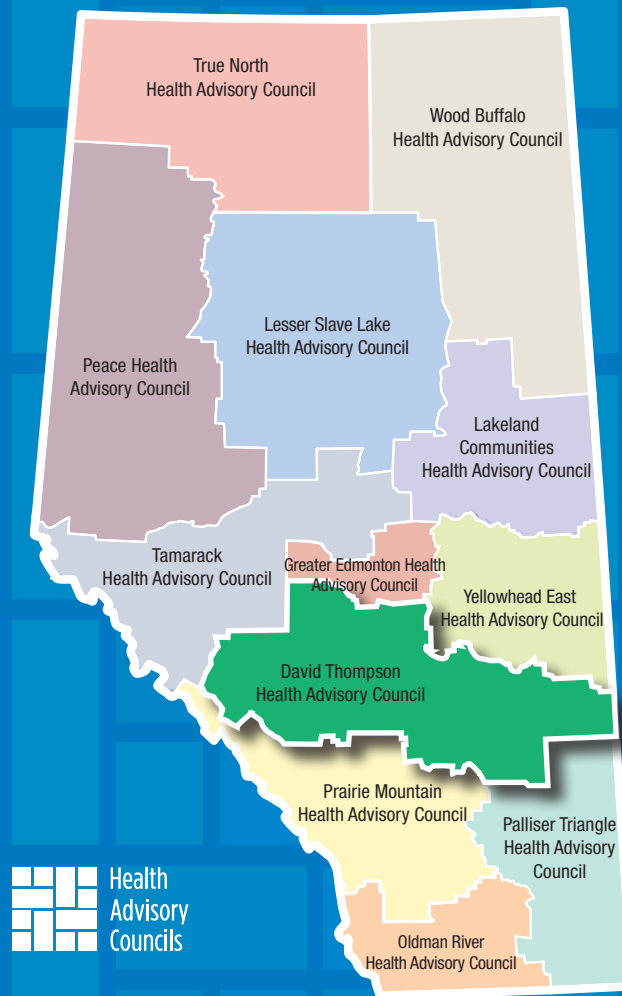 True North
Health Advisory Council
Wood Buffalo
Health Advisory Council
Lesser Slave Lake
Health Advisory Council
Peace Health
Advisory Council
Lakeland
Communities
Health Advisory Council
Tamarack
Health Advisory Council
Greater Edmonton Health
Advisory Council
Yellowhead East
Health Advisory Council
David Thompson
Health Advisory Council
Prairie Mountain
Health Advisory Council
Palliser Triangle
Health Advisory
Council
Oldman River
Health Advisory Council
Health
Advisory
Councils